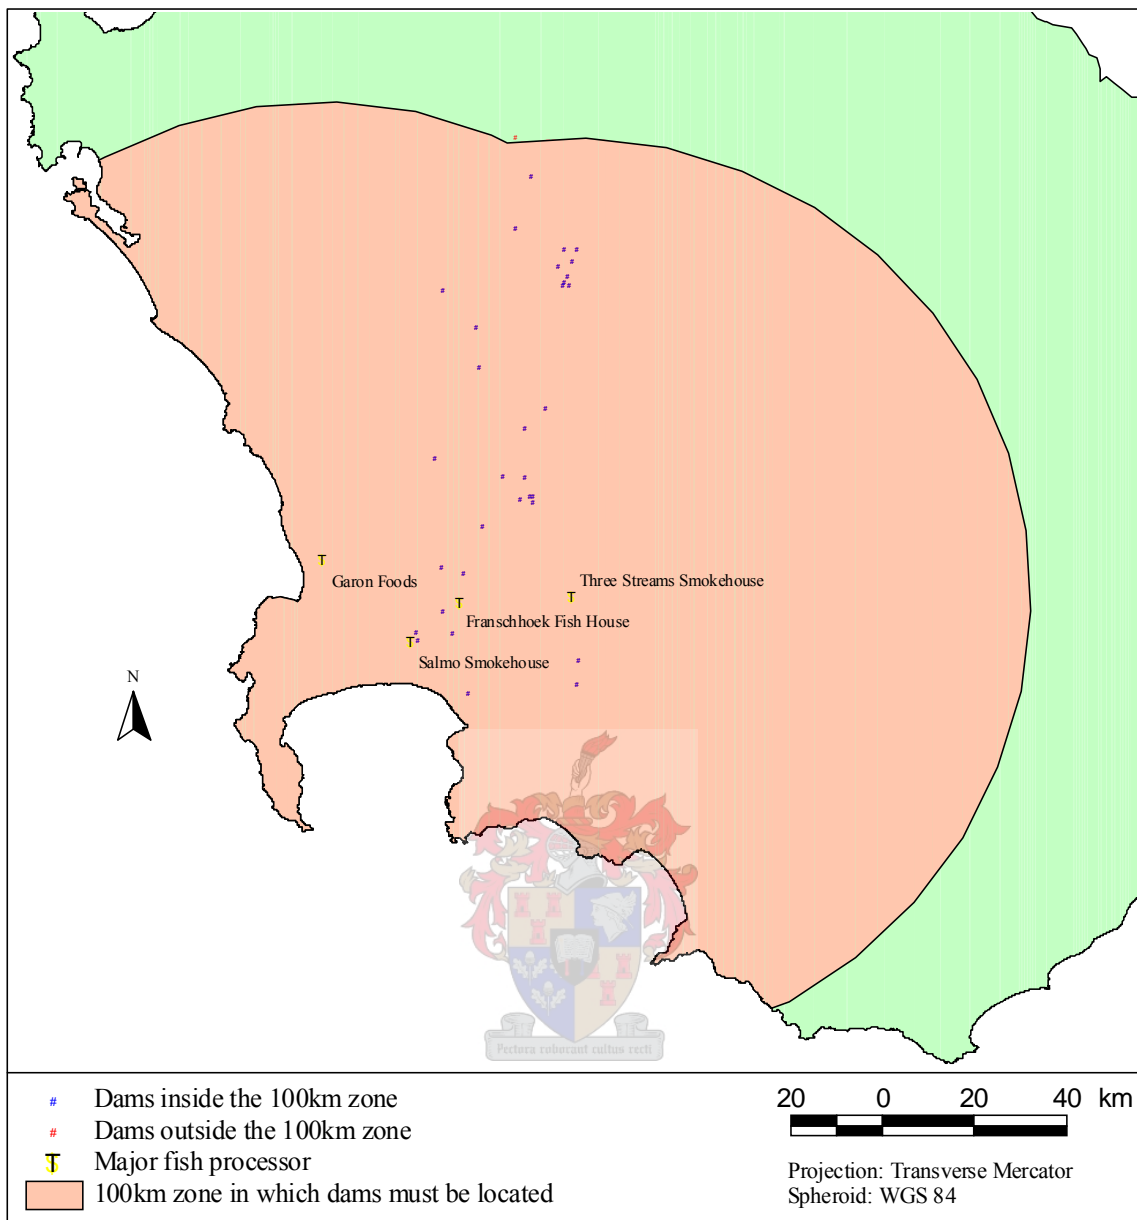 Garon Foods
Three Streams Smokehouse
Franschhoek Fish House
Salmo Smokehouse
N
Pectora roborant cultus recti
Dams inside the 100km zone
Dams outside the 100km zone
Major fish processor
100km zone in which dams must be located
20 0 20 40 km
Projection: Transverse Mercator
Spheroid: WGS 84